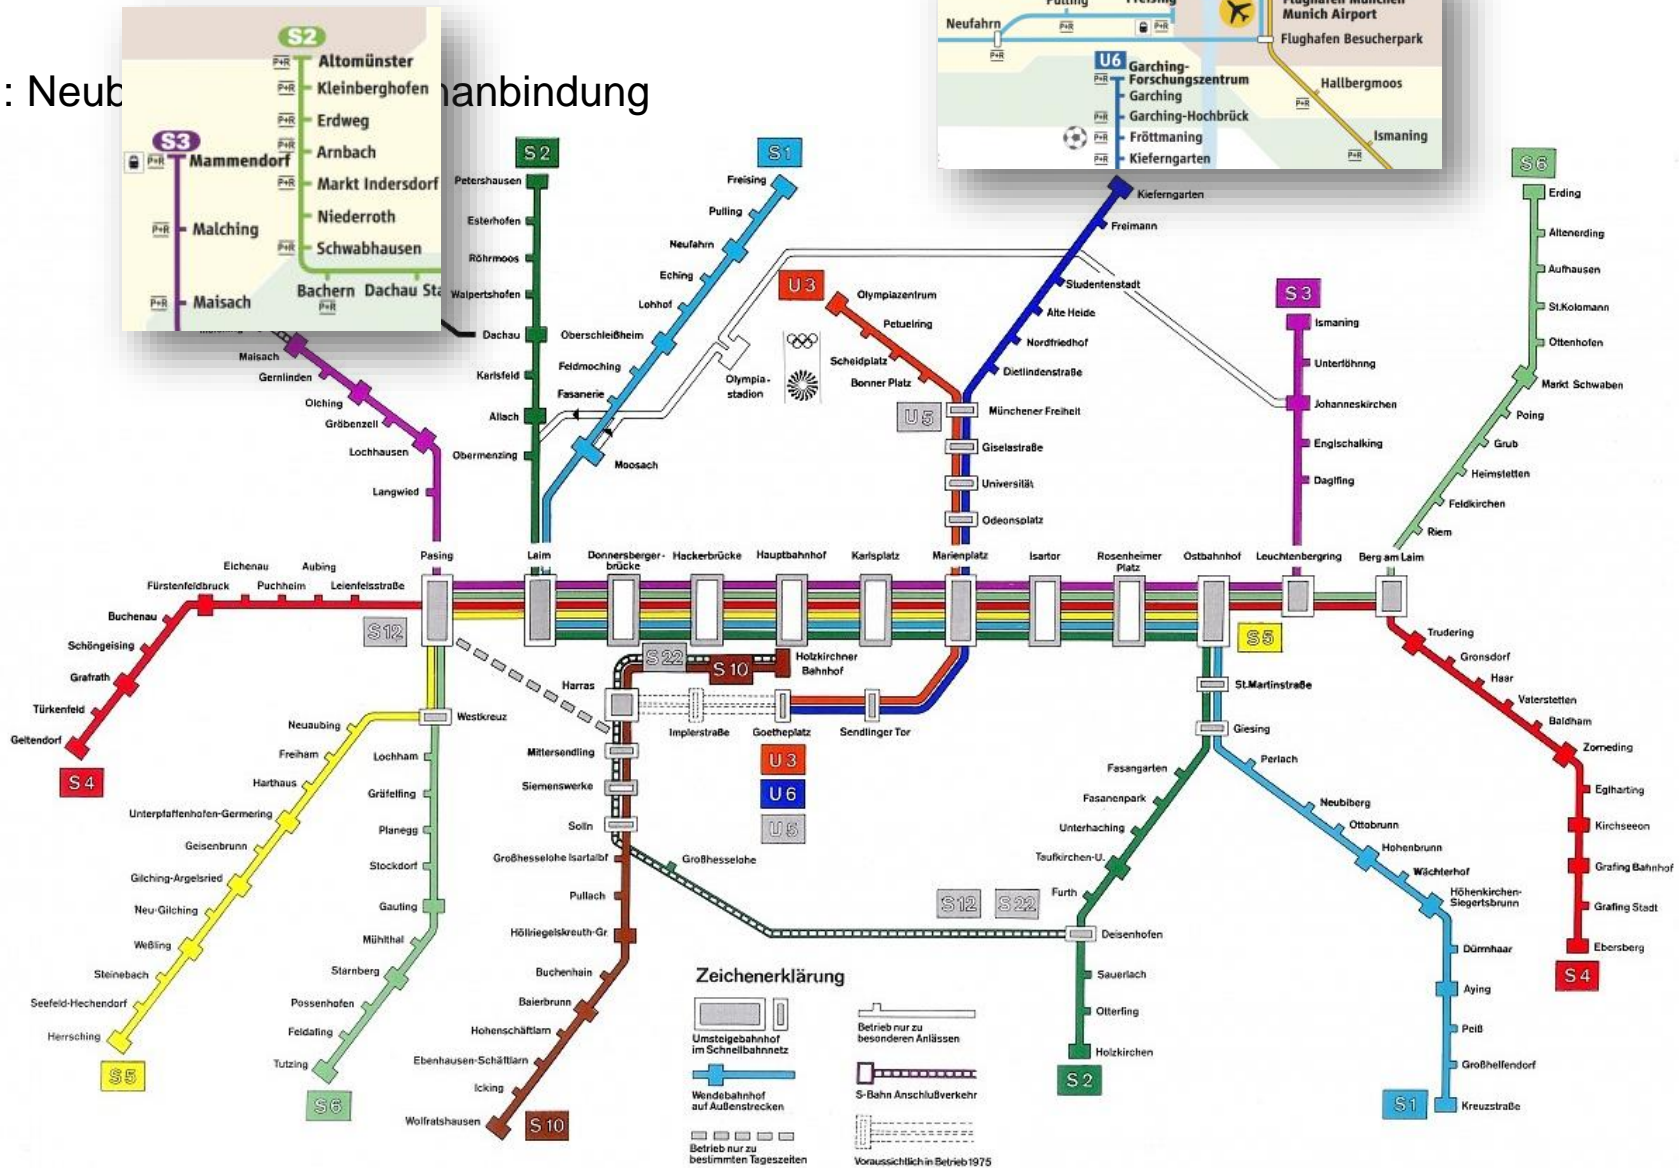 : Neub
nanbindung
S2
P+R Altomünster
P+R Kleinberghofen
P+R Erdweg
P+R Arnbach
P+R Markt Indersdorf
Niederroth
P+R Schwabhausen
Bachern Dachau
P+R
S3
P+R Mammendorf
P+R Malching
P+R Maisach
Pulling
P+R
Freising
P+R
Neufahrn
P+R
Flughafen München
Munich Airport
Flughafen Besucherpark
Hallbergmoos
P+R
Ismaning
P+R
U6
P+R Garching-
Forschungszentrum
Garching
P+R Garching-Hochbrück
P+R Fröttmaning
P+R Kieferngarten
S2
Petershausen
Esterhofen
Röhrmoos
Walpertshofen
Dachau
Karlsfeld
Allach
Obermenzing
S1
Freising
Pulling
Neufahrn
Eching
Lohhof
Oberschleißheim
Feldmoching
Fasanerie
Moosach
Maisach
Gernlinden
Olching
Gröbenzell
Lochhausen
Langwied
Olympia-
stadion
U3
Olympiazentrum
Petuelring
Scheidplatz
Bonner Platz
Kieferngarten
Freimann
Studentenstadt
Alte Heide
Nordfriedhof
Dietlindenstraße
U5
Münchener Freiheit
Giselastraße
Universität
Odeonsplatz
S3
Ismaning
Unterföhring
Johanneskirchen
Englschalking
Daglfing
S6
Erding
Altenerding
Aufhausen
St.Kolomann
Ottenhofen
Markt Schwaben
Poing
Grub
Heimstetten
Feldkirchen
Riem
Pasing
Laim
Donnersberger-
brücke
Hackerbrücke
Hauptbahnhof
Karlsplatz
Marienplatz
Isartor
Rosenheimer
Platz
Ostbahnhof
Leuchtenbergring
Berg am Laim
Leienfelsstraße
Aubing
Puchheim
Eichenau
Fürstenfeldbruck
Buchenau
Schöngeising
Grafrath
Türkenfeld
Geltendorf
S4
S12
Westkreuz
Neuaubing
Freiham
Harthaus
Unterpfaffenhofen-Germering
Geisenbrunn
Gilching-Argelsried
Neu-Gilching
Weßling
Steinebach
Seefeld-Hechendorf
Herrsching
S5
Lochham
Gräfelfing
Planegg
Stockdorf
Gauting
Mühlthal
Starnberg
Possenhofen
Feldafing
Tutzing
S6
S22
S10
Holzkirchner
Bahnhof
Harras
Implerstraße
Goetheplatz
Sendlinger Tor
U3
U6
U5
Mittersendling
Siemenswerke
Solln
Großhesselohe Isartalbf
Großhesselohe
Pullach
Höllriegelskreuth-Gr.
Buchenhain
Baierbrunn
Hohenschäftlarn
Ebenhausen-Schäftlarn
Icking
Wolfratshausen
S10
S5
St.Martinstraße
Giesing
Fasangarten
Fasanenpark
Unterhaching
Taufkirchen-U.
Furth
S12
S22
Deisenhofen
Sauerlach
Otterfing
Holzkirchen
S2
Perlach
Neubiberg
Ottobrunn
Hohenbrunn
Wächterhof
Höhenkirchen-
Siegertsbrunn
Dürrnhaar
Aying
Peiß
Großhelfendorf
Kreuzstraße
S1
Trudering
Gronsdorf
Haar
Vaterstetten
Baldham
Zorneding
Eglharting
Kirchseeon
Grafing Bahnhof
Grafing Stadt
Ebersberg
S4
Zeichenerklärung
Umsteigebahnhof
im Schnellbahnnetz
Wendebahnhof
auf Außenstrecken
Betrieb nur zu
bestimmten Tageszeiten
Betrieb nur zu
besonderen Anlässen
S-Bahn Anschlußverkehr
Voraussichtlich in Betrieb 1975